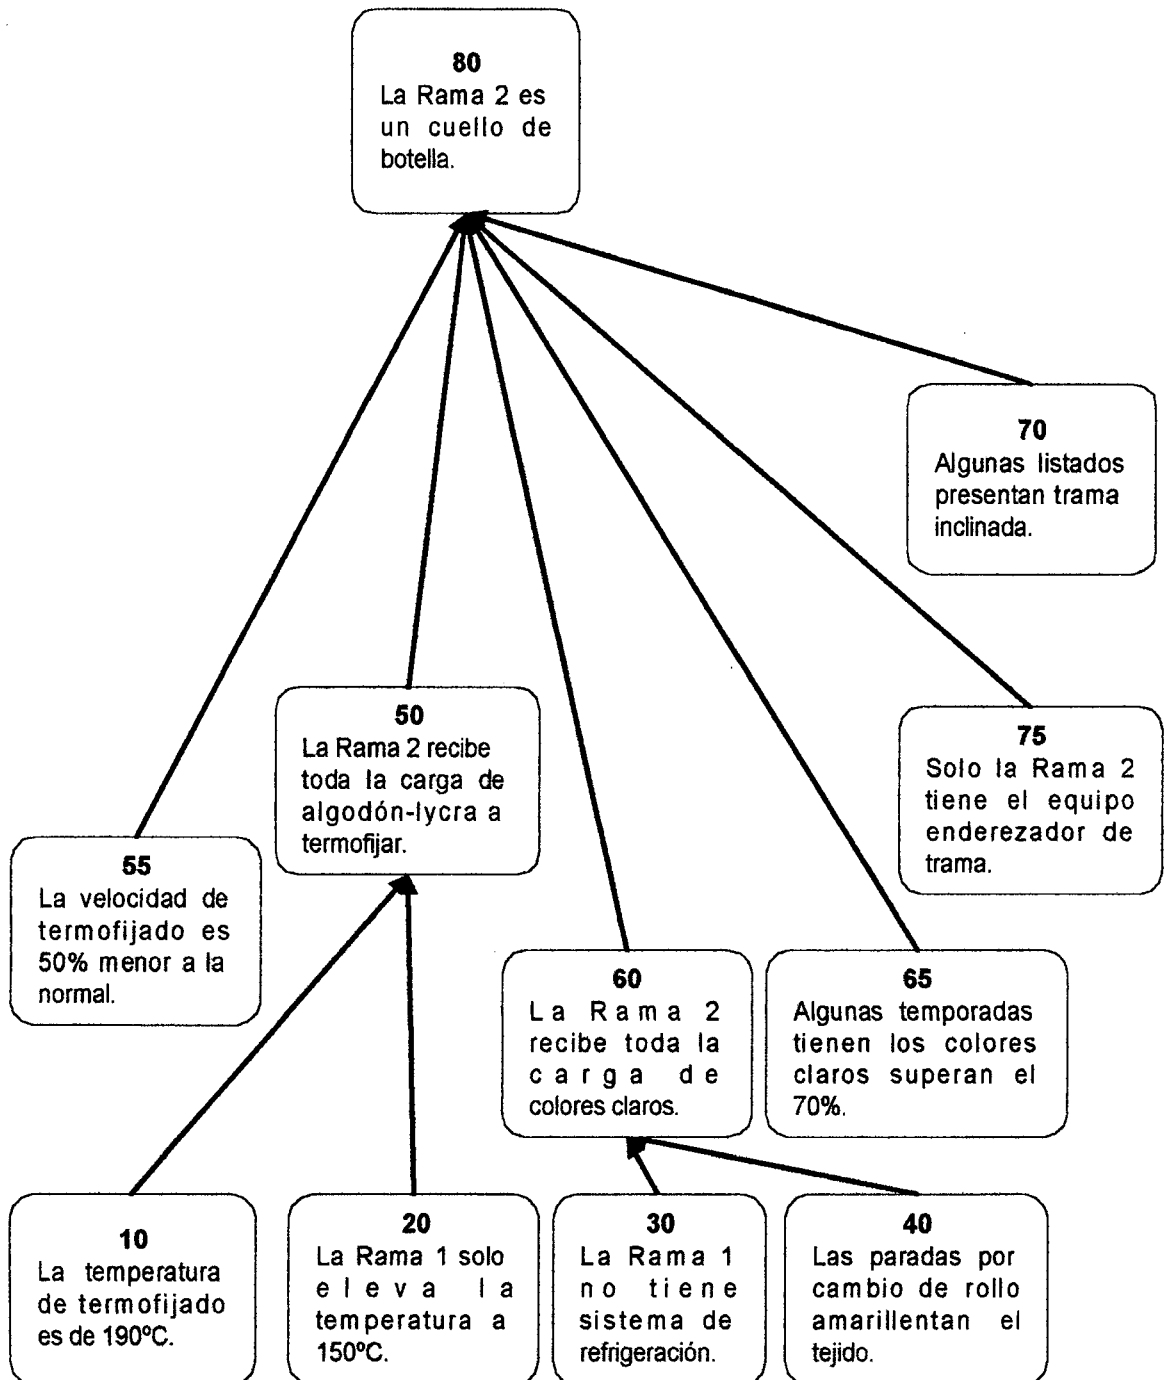 80
La Rama 2 es
un cuello de
botella.
70
Algunas listados
presentan trama
inclinada.
50
La Rama 2 recibe
toda la carga de
algodón-lycra a
termofijar.
75
Solo la Rama 2
tiene el equipo
enderezador de
trama.
55
La velocidad de
termofijado es
50% menor a la
normal.
60
La Rama 2
recibe toda la
carga de
colores claros.
65
Algunas temporadas
tienen los colores
claros superan el
70%.
10
La temperatura
de termofijado
es de 190ºC.
20
La Rama 1 solo
eleva la
temperatura a
150ºC.
30
La Rama 1
no tiene
sistema de
refrigeración.
40
Las paradas por
cambio de rollo
amarillentan el
tejido.